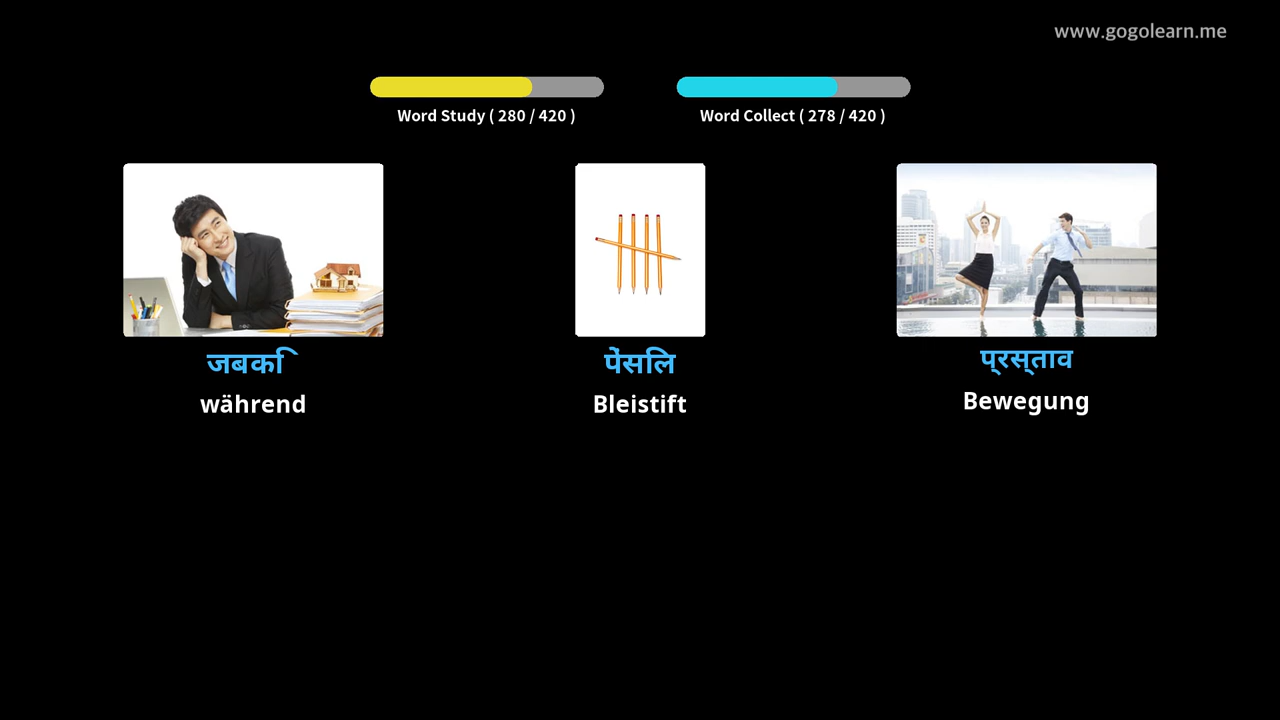 www.gogolearn.me
Word Study ( 280 / 420 )
Word Collect ( 278 / 420 )
जबकि
पेंसिल
प्रस्ताव
während
Bleistift
Bewegung